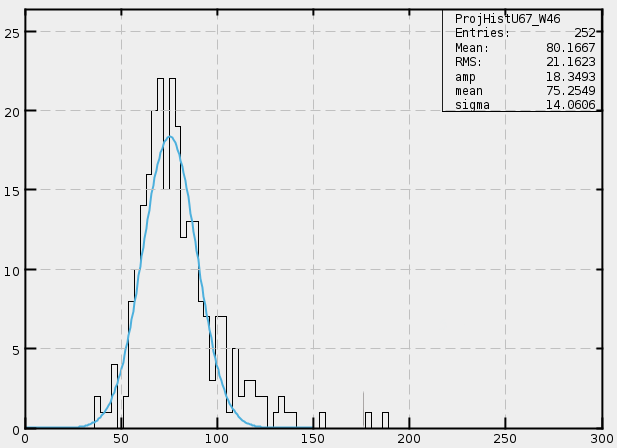 ProjHistU67_W46
Entries: 252
Mean: 80.1667
RMS: 21.1623
amp 18.3493
mean 75.2549
sigma 14.0606
25
20
15
10
5
0
0 50 100 150 200 250 300